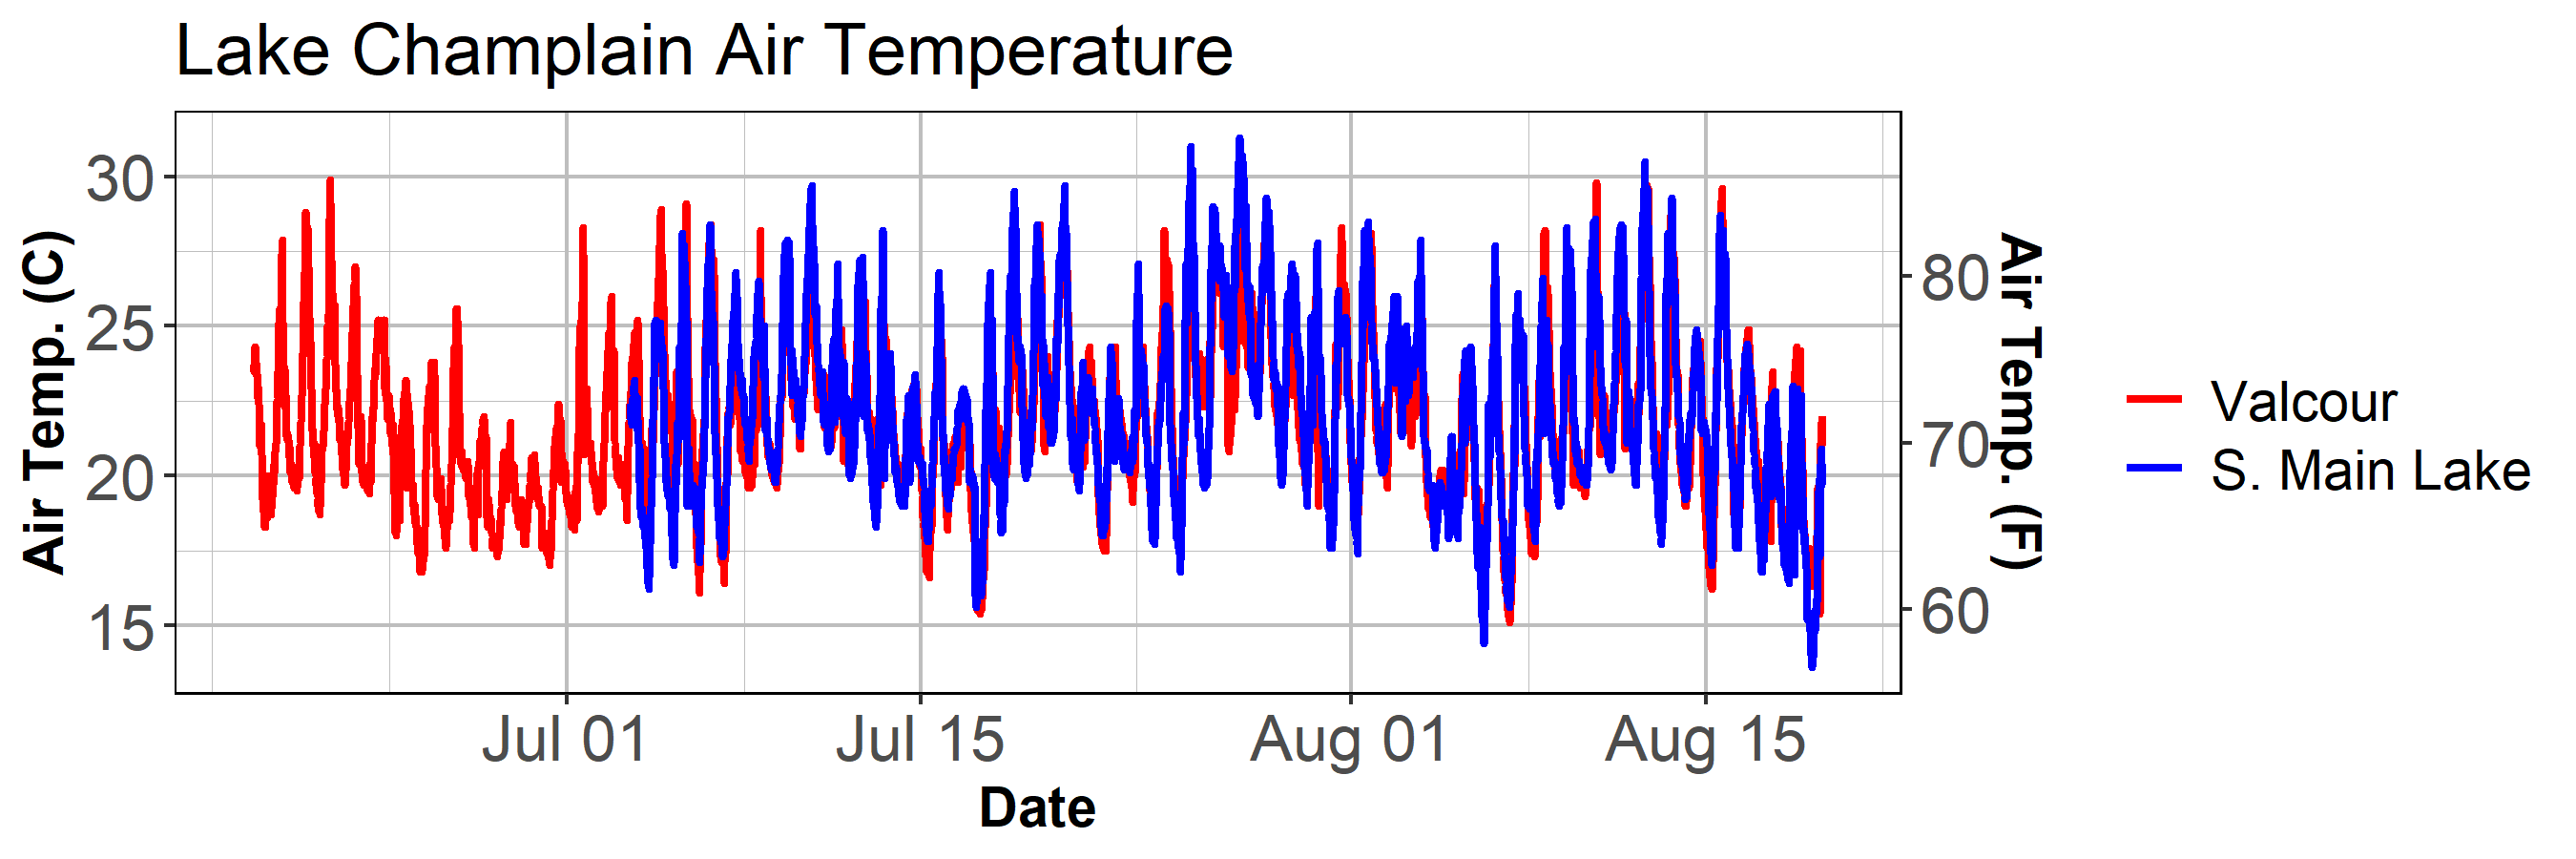 Lake Champlain Air Temperature
Air Temp. (C)
30
25
20
15
Air Temp. (F)
80
70
60
Jul 01 Jul 15 Aug 01 Aug 15
Date
Valcour
S. Main Lake